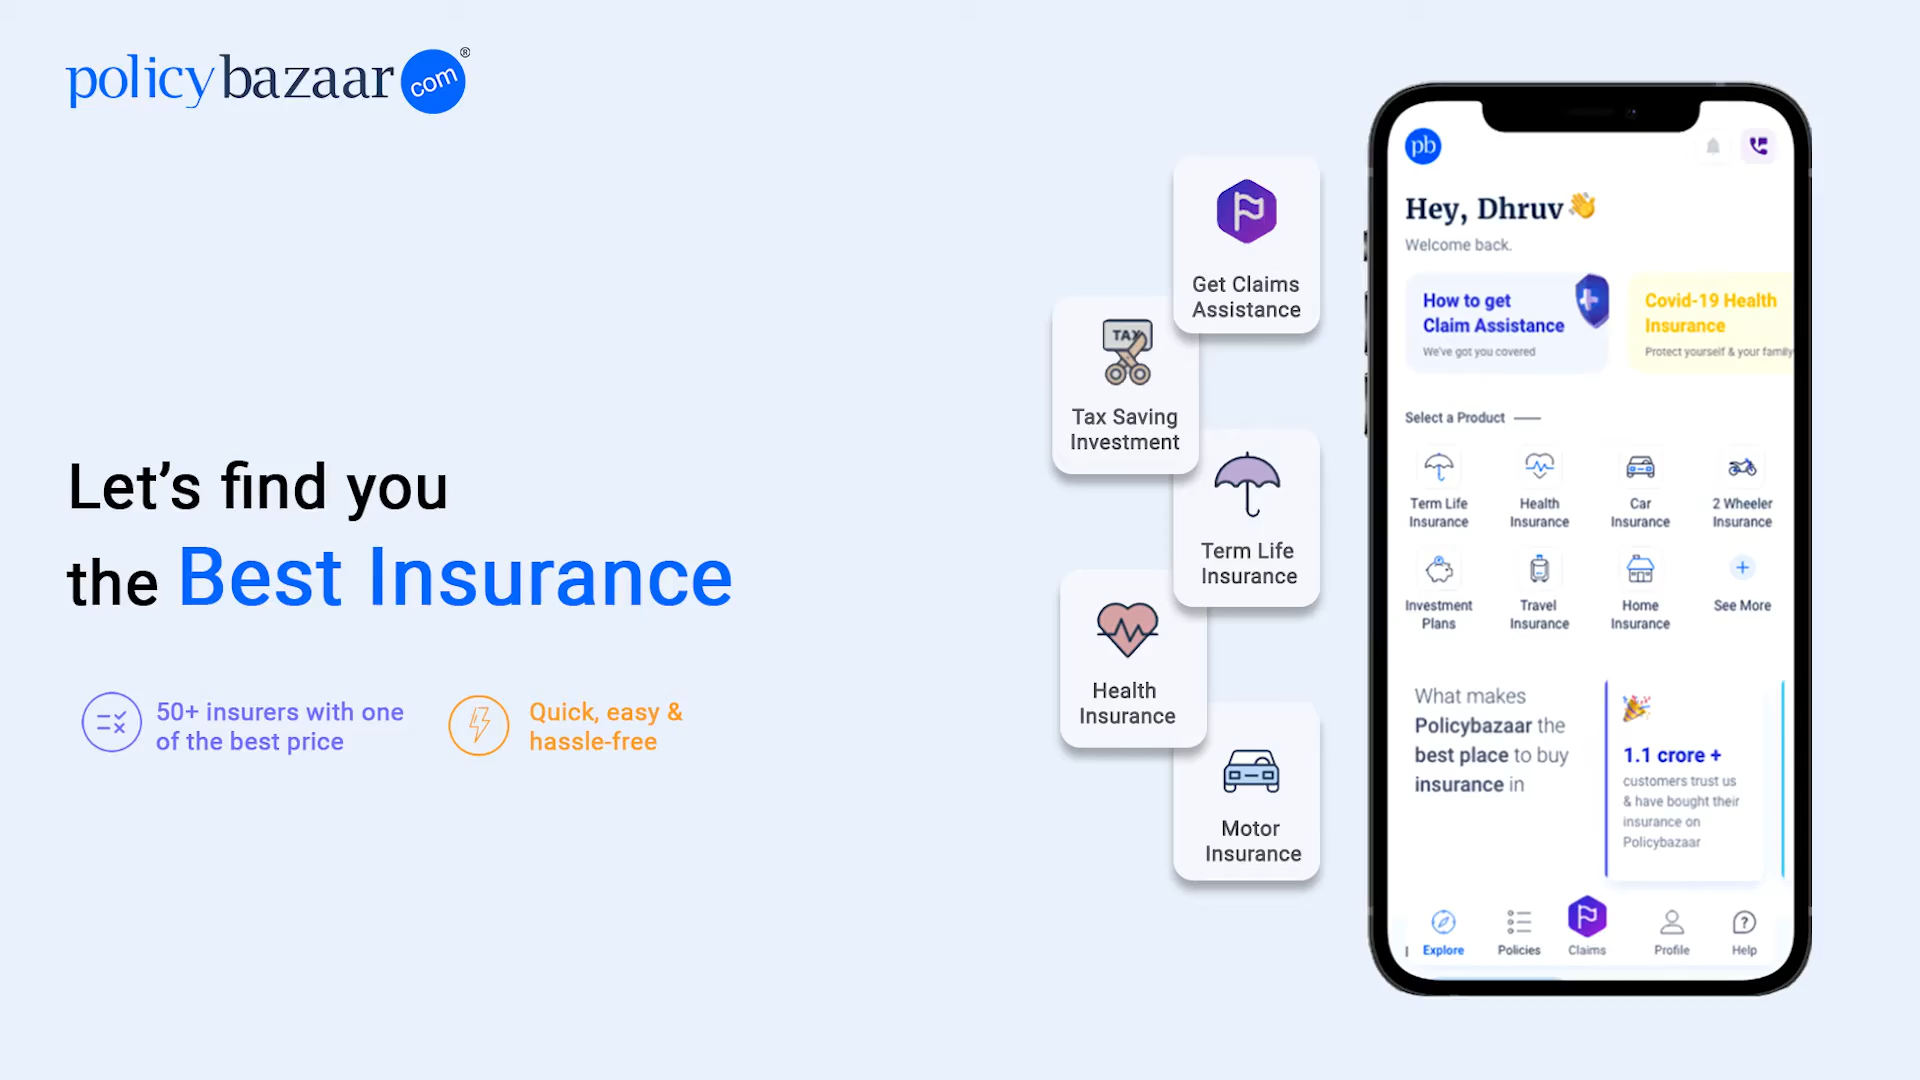 policybazaar.com®
Let’s find you
the Best Insurance
50+ insurers with one
of the best price
Quick, easy &
hassle-free
Get Claims
Assistance
TAX
Tax Saving
Investment
Term Life
Insurance
Health
Insurance
Motor
Insurance
pb
Hey, Dhruv
Welcome back.
How to get
Claim Assistance
We've got you covered
Covid-19 Health
Insurance
Protect yourself & your family
Select a Product
Term Life
Insurance
Health
Insurance
Car
Insurance
2 Wheeler
Insurance
Investment
Plans
Travel
Insurance
Home
Insurance
See More
What makes
Policybazaar the
best place to buy
insurance in
1.1 crore +
customers trust us
& have bought their
insurance on
Policybazaar
Explore
Policies
Claims
Profile
Help